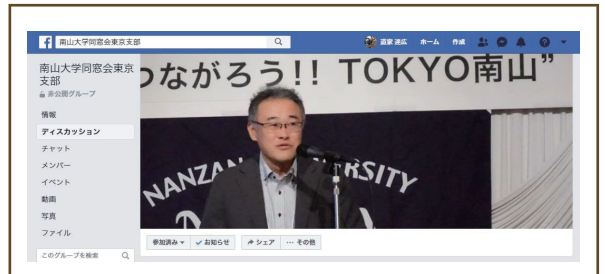 南山大学同窓会東京支部
道家 達広 ホーム 作成
南山大学同窓会東京
支部
非公開グループ
つながろう!! TOKYO南山”
情報
ディスカッション
チャット
メンバー
イベント
動画
写真
ファイル
NANZAN
RSITY
参加済み お知らせ シェア その他
このグループを検索